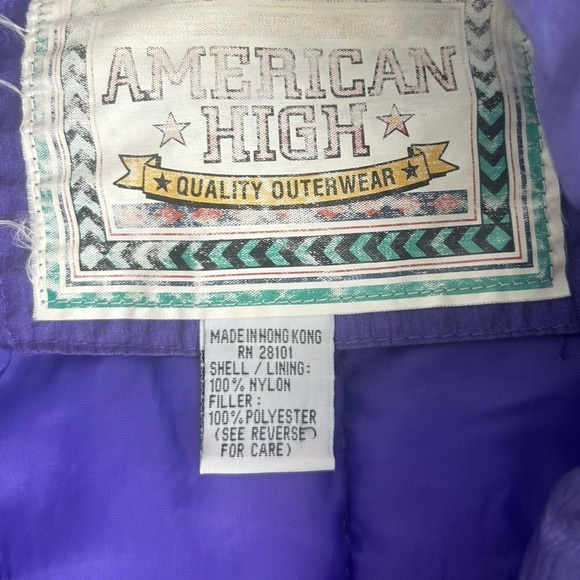 AMERICAN
HIGH
QUALITY OUTERWEAR
MADE IN HONG KONG
RN 28101
SHELL / LINING:
100% NYLON
FILLER:
100% POLYESTER
(SEE REVERSE
FOR CARE)